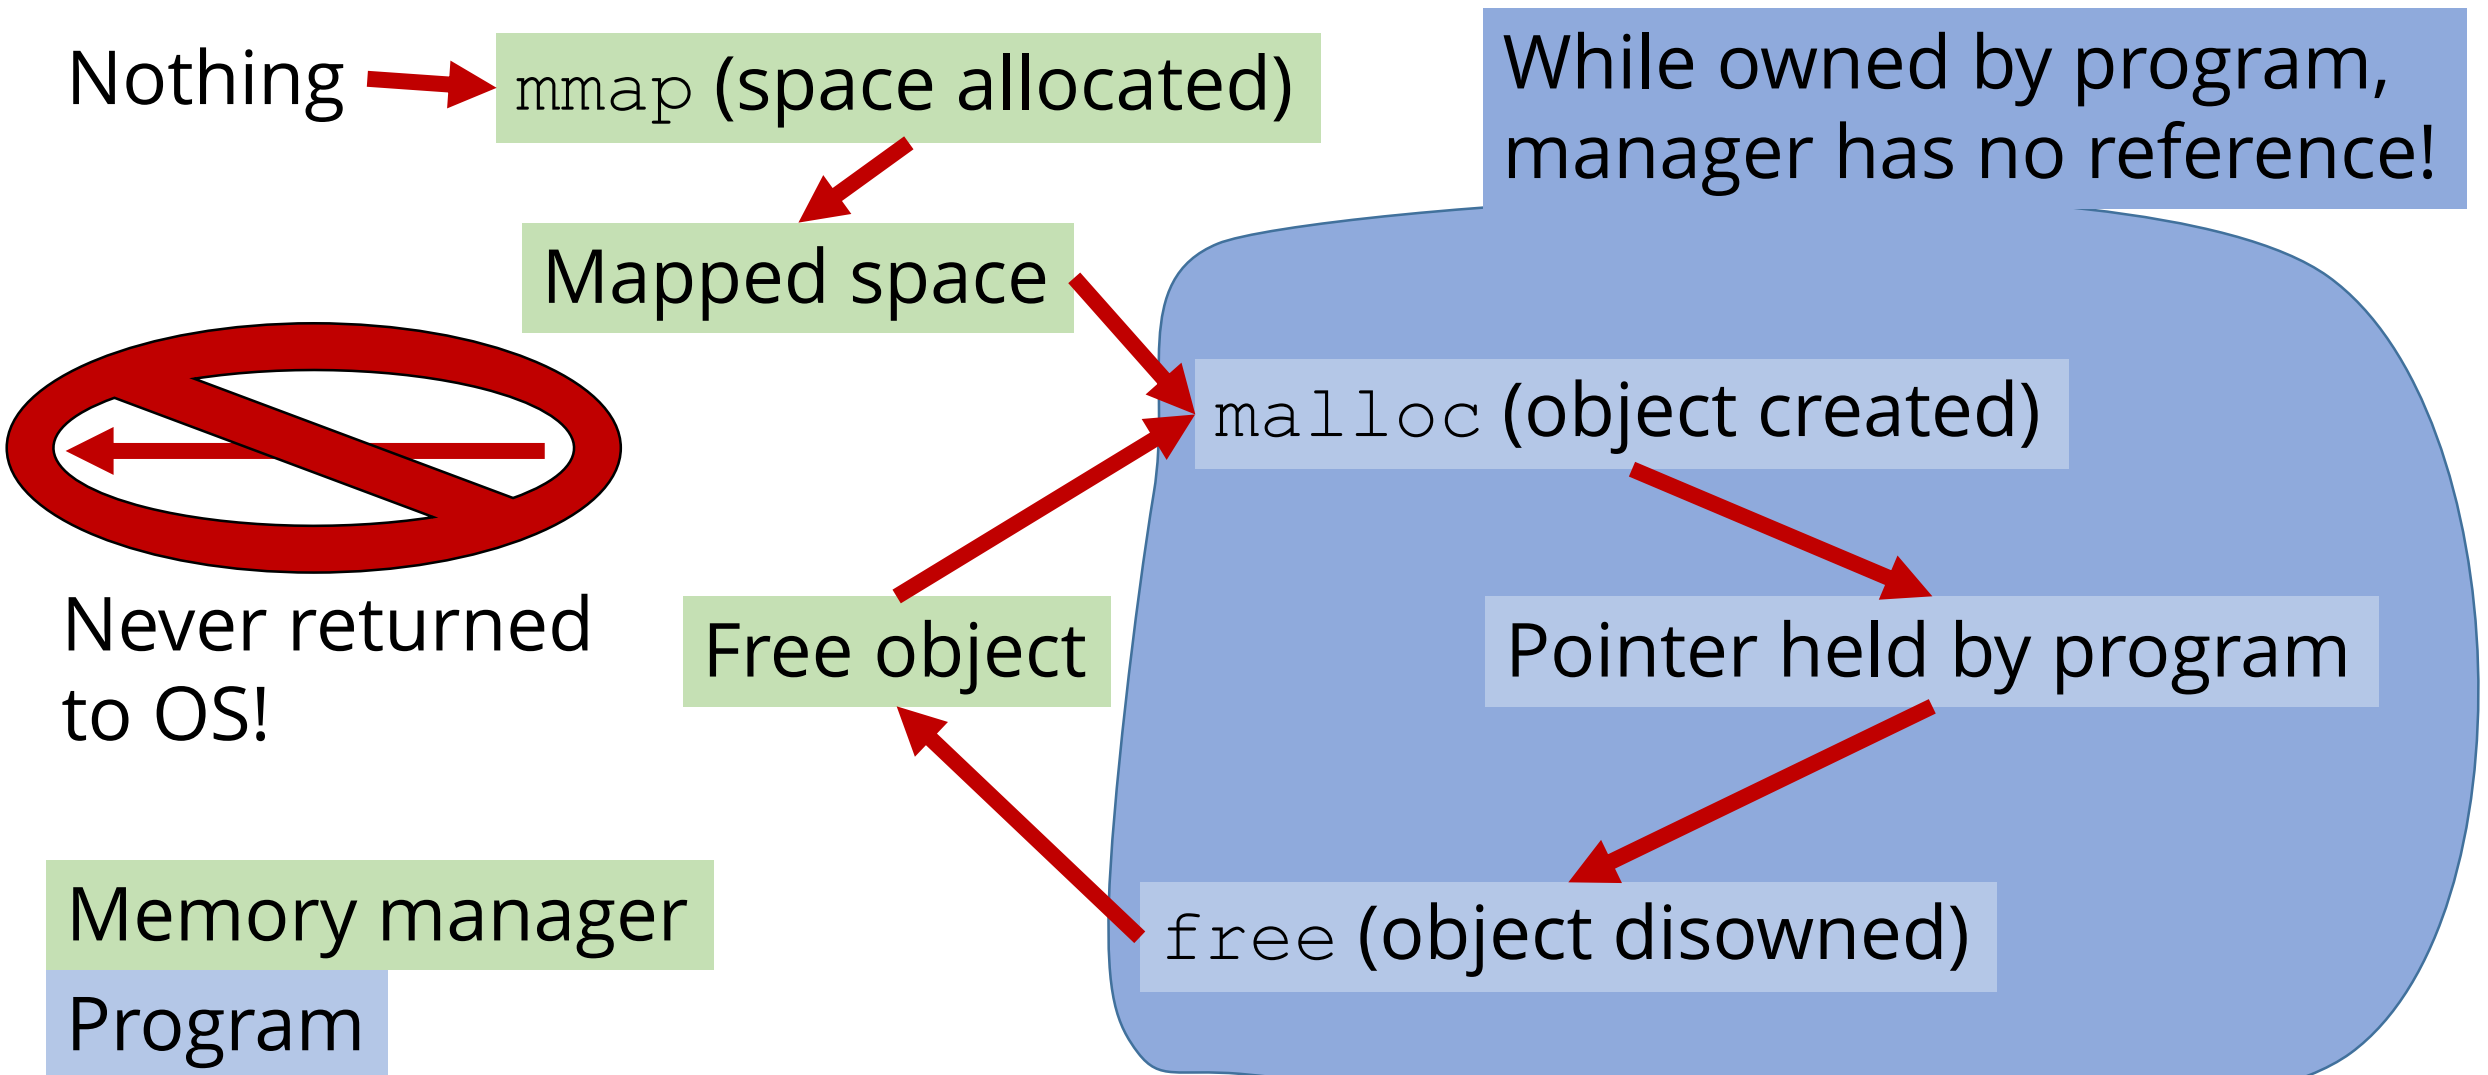 Nothing
mmap (space allocated)
While owned by program,
manager has no reference!
Mapped space
malloc (object created)
Never returned
to OS!
Free object
Pointer held by program
free (object disowned)
Memory manager
Program